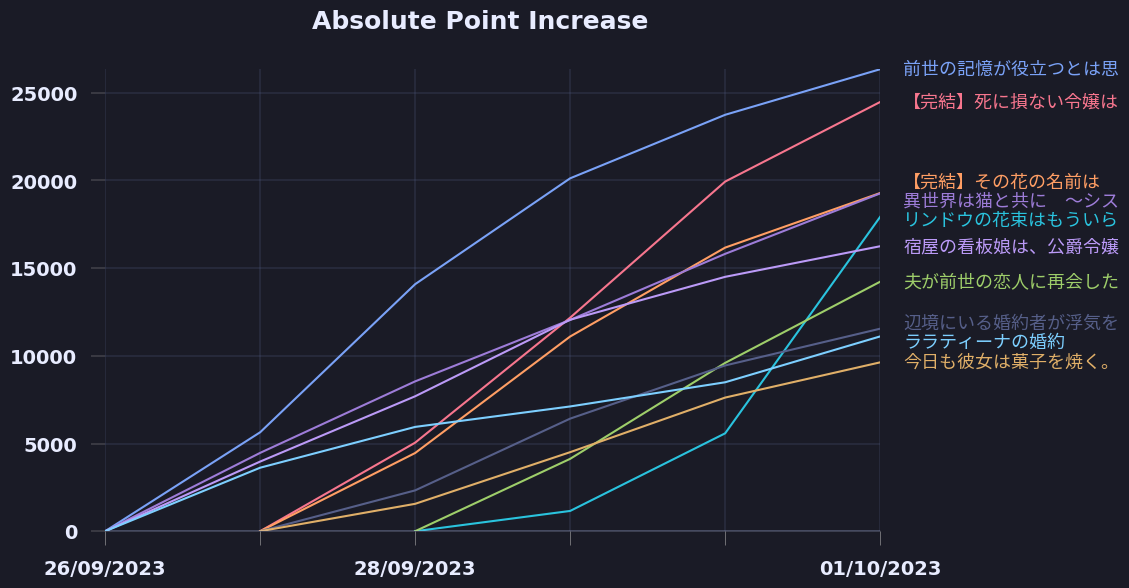 Absolute Point Increase
25000
20000
15000
10000
5000
0
26/09/2023
28/09/2023
01/10/2023
前世の記憶が役立つとは思
【完結】死に損ない令嬢は
【完結】その花の名前は
異世界は猫と共に　～シス
リンドウの花束はもういら
宿屋の看板娘は、公爵令嬢
夫が前世の恋人に再会した
辺境にいる婚約者が浮気を
ララティーナの婚約
今日も彼女は菓子を焼く。